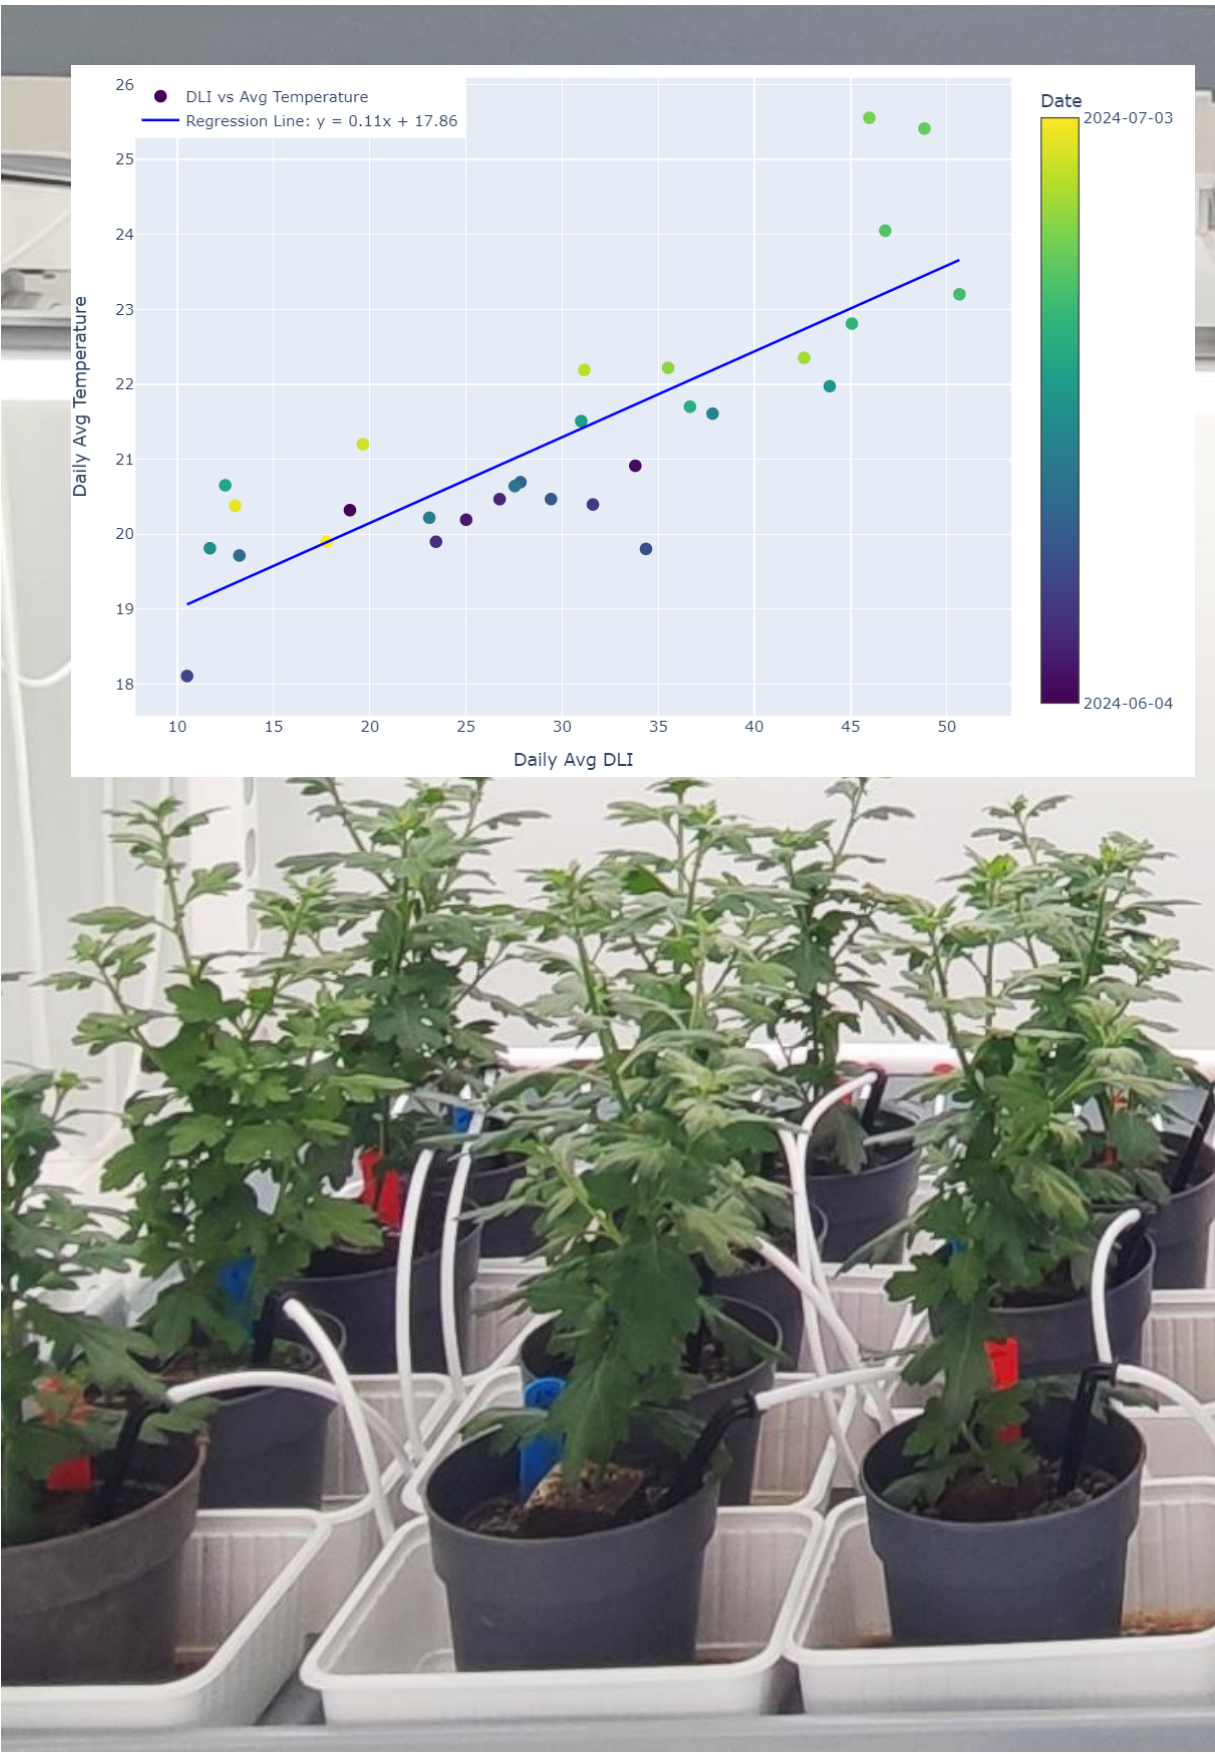 DLI vs Avg Temperature
Regression Line: y = 0.11x + 17.86
Date
2024-07-03
2024-06-04
26
25
24
23
22
21
20
19
18
Daily Avg Temperature
10 15 20 25 30 35 40 45 50
Daily Avg DLI